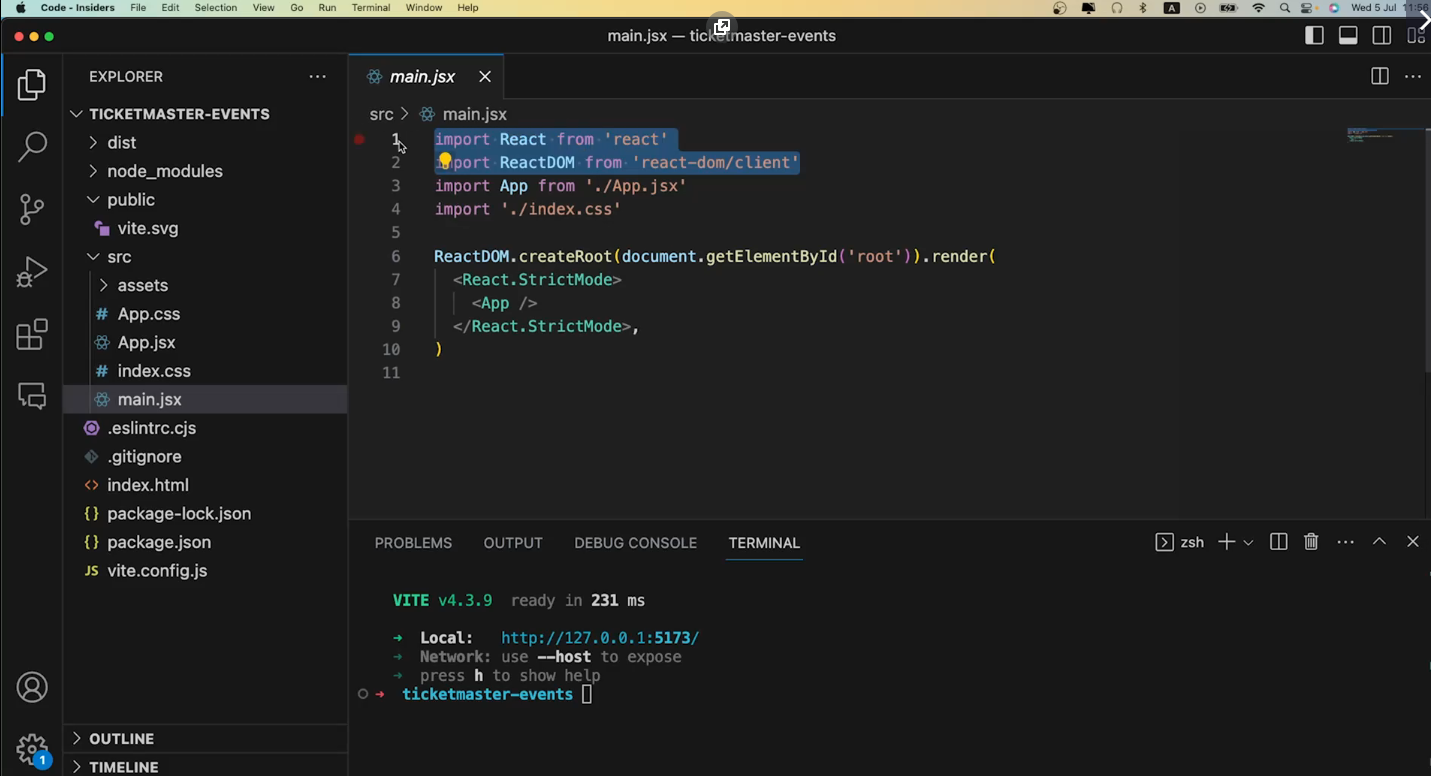 Code - Insiders File Edit Selection View Go Run Terminal Window Help
A
Wed 5 Jul 11:56
main.jsx — ticketmaster-events
EXPLORER
TICKETMASTER-EVENTS
dist
node_modules
public
vite.svg
src
assets
# App.css
App.jsx
# index.css
main.jsx
.eslintrc.cjs
.gitignore
<> index.html
{} package-lock.json
{} package.json
JS vite.config.js
OUTLINE
TIMELINE
1
main.jsx
src > main.jsx
1 import React from 'react'
2 import ReactDOM from 'react-dom/client'
3 import App from './App.jsx'
4 import './index.css'
5
6 ReactDOM.createRoot(document.getElementById('root')).render(
7 <React.StrictMode>
8 <App />
9 </React.StrictMode>,
10 )
11
PROBLEMS OUTPUT DEBUG CONSOLE TERMINAL
zsh
VITE v4.3.9 ready in 231 ms
➜ Local: http://127.0.0.1:5173/
➜ Network: use --host to expose
➜ press h to show help
➜ ticketmaster-events